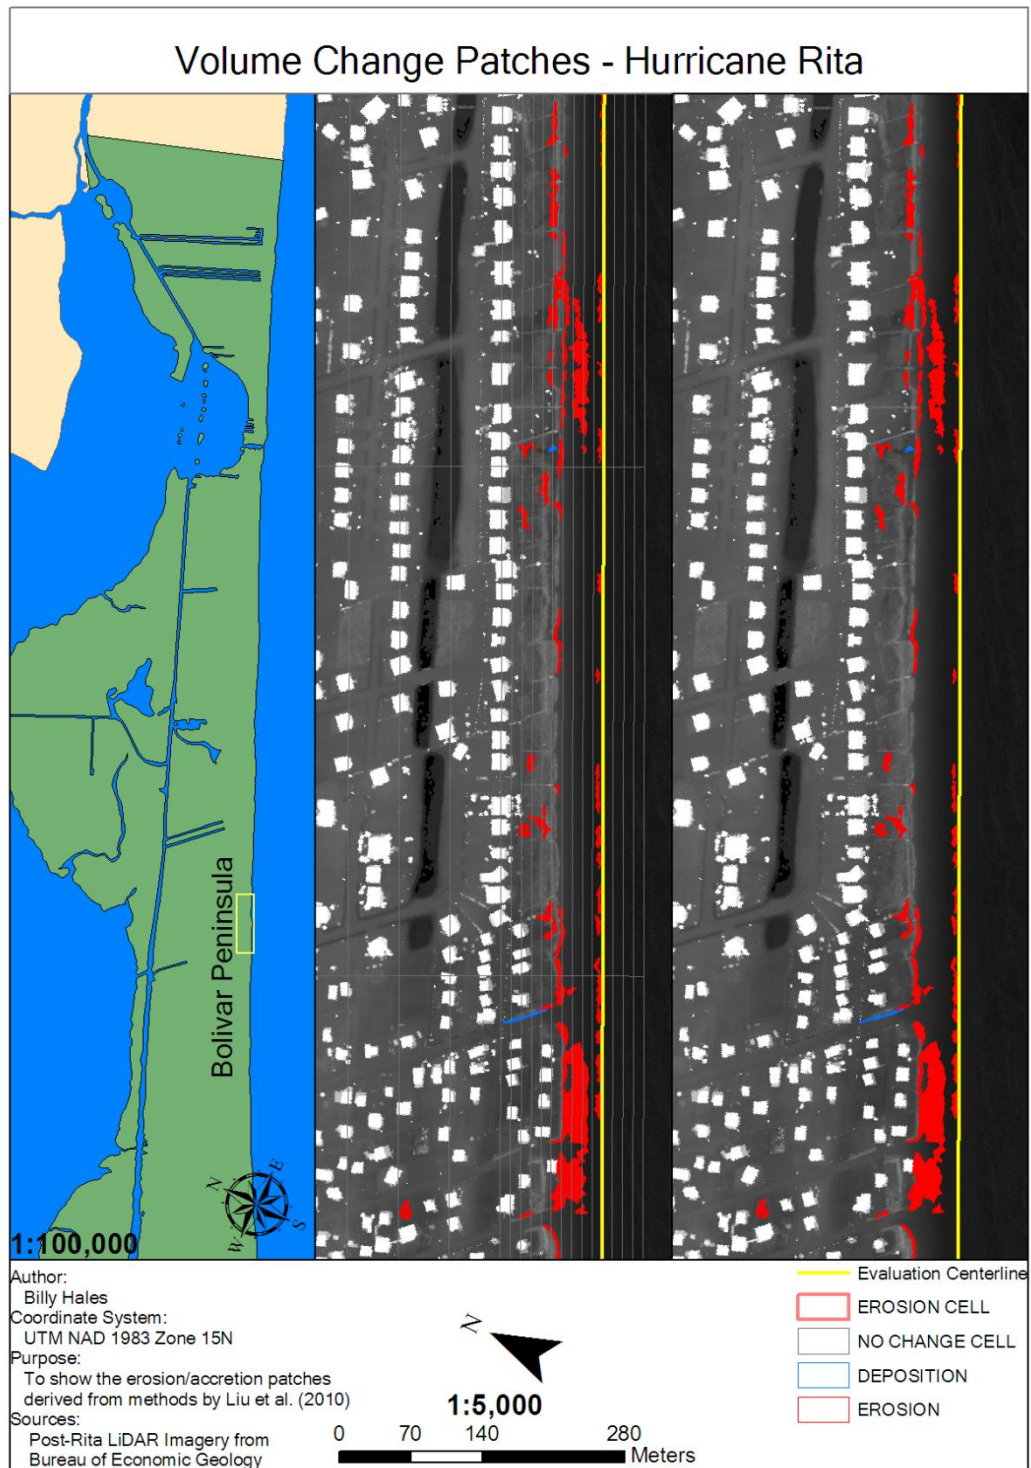 Volume Change Patches - Hurricane Rita
Bolivar Peninsula
N
E
W
S
1:100,000
Author:
Billy Hales
Coordinate System:
UTM NAD 1983 Zone 15N
Purpose:
To show the erosion/accretion patches
derived from methods by Liu et al. (2010)
Sources:
Post-Rita LiDAR Imagery from
Bureau of Economic Geology
N
1:5,000
0 70 140 280
Meters
Evaluation Centerline
EROSION CELL
NO CHANGE CELL
DEPOSITION
EROSION